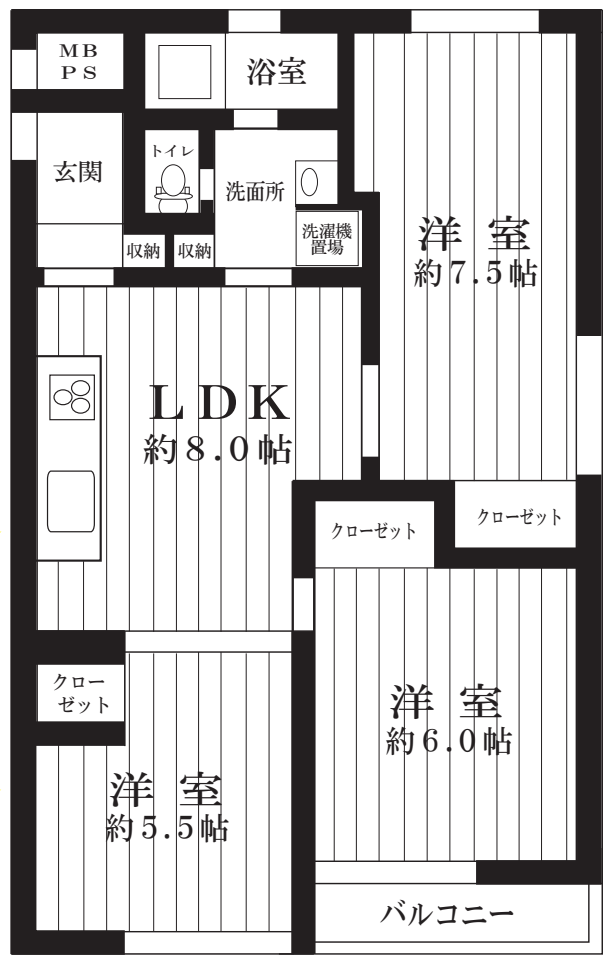 MB
PS
浴室
玄関
トイレ
洗面所
洗濯機
置場
収納
収納
洋室
約7.5帖
LDK
約8.0帖
クローゼット
クローゼット
クロー
ゼット
洋室
約6.0帖
洋室
約5.5帖
バルコニー